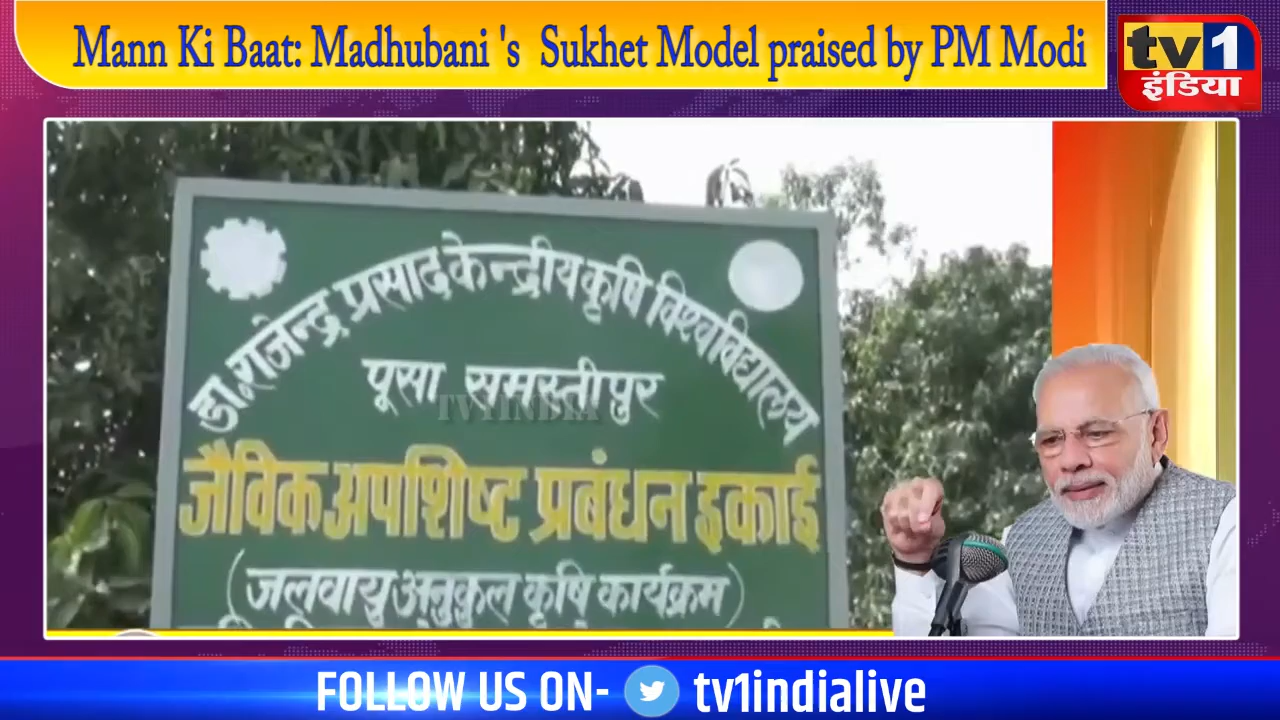 Mann Ki Baat: Madhubani 's Sukhet Model praised by PM Modi
tv1
इंडिया
डा.राजेन्द्र प्रसाद केन्द्रीय कृषि विश्वविद्यालय
पूसा समस्तीपुर
TV1INDIA
जैविक अपशिष्ट प्रबंधन इकाई
(जलवायु अनुकुल कृषि कार्यक्रम)
FOLLOW US ON- tv1indialive